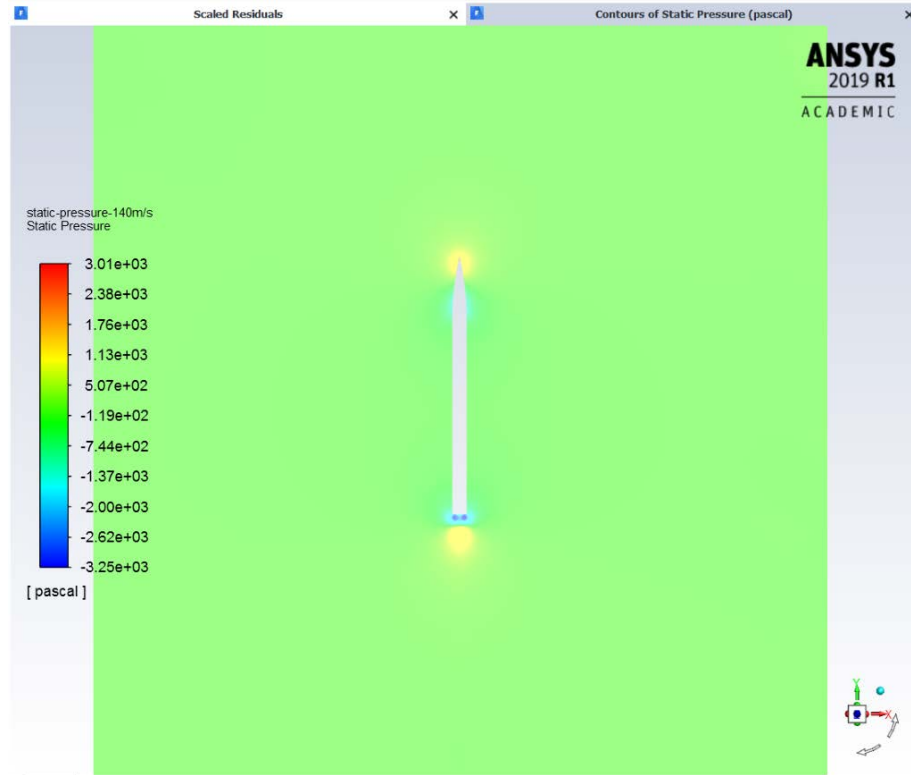 Scaled Residuals
Contours of Static Pressure (pascal)
ANSYS
2019 R1
ACADEMIC
static-pressure-140m/s
Static Pressure
3.01e+03
2.38e+03
1.76e+03
1.13e+03
5.07e+02
-1.19e+02
-7.44e+02
-1.37e+03
-2.00e+03
-2.62e+03
-3.25e+03
[ pascal ]
Y
X